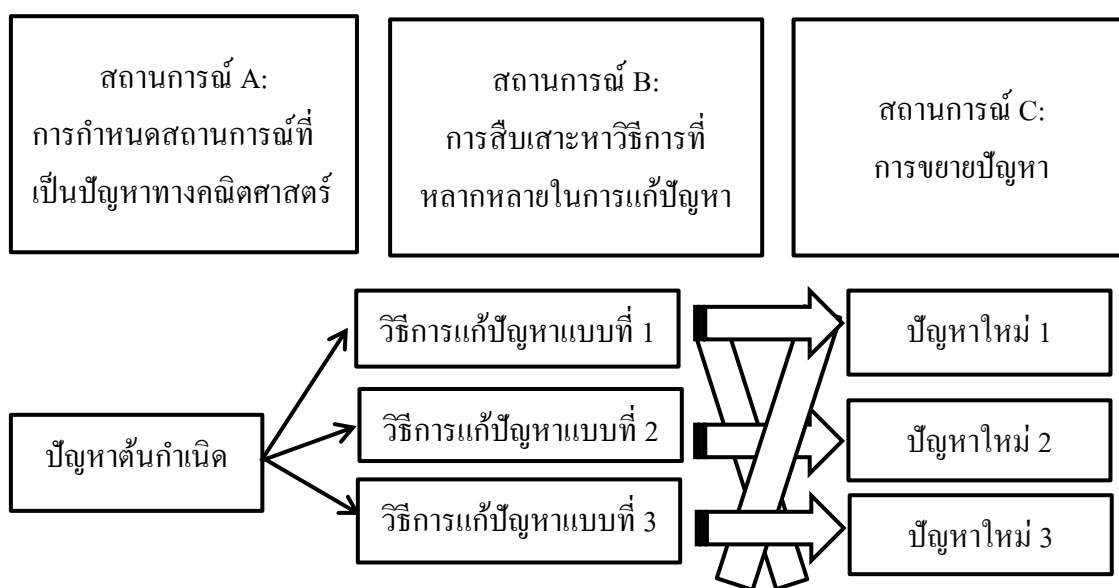 สถานการณ์ A:
การกำหนดสถานการณ์ที่
เป็นปัญหาทางคณิตศาสตร์
สถานการณ์ B:
การสืบเสาะหาวิธีการที่
หลากหลายในการแก้ปัญหา
สถานการณ์ C:
การขยายปัญหา
ปัญหาต้นกำเนิด
วิธีการแก้ปัญหาแบบที่ 1
วิธีการแก้ปัญหาแบบที่ 2
วิธีการแก้ปัญหาแบบที่ 3
ปัญหาใหม่ 1
ปัญหาใหม่ 2
ปัญหาใหม่ 3